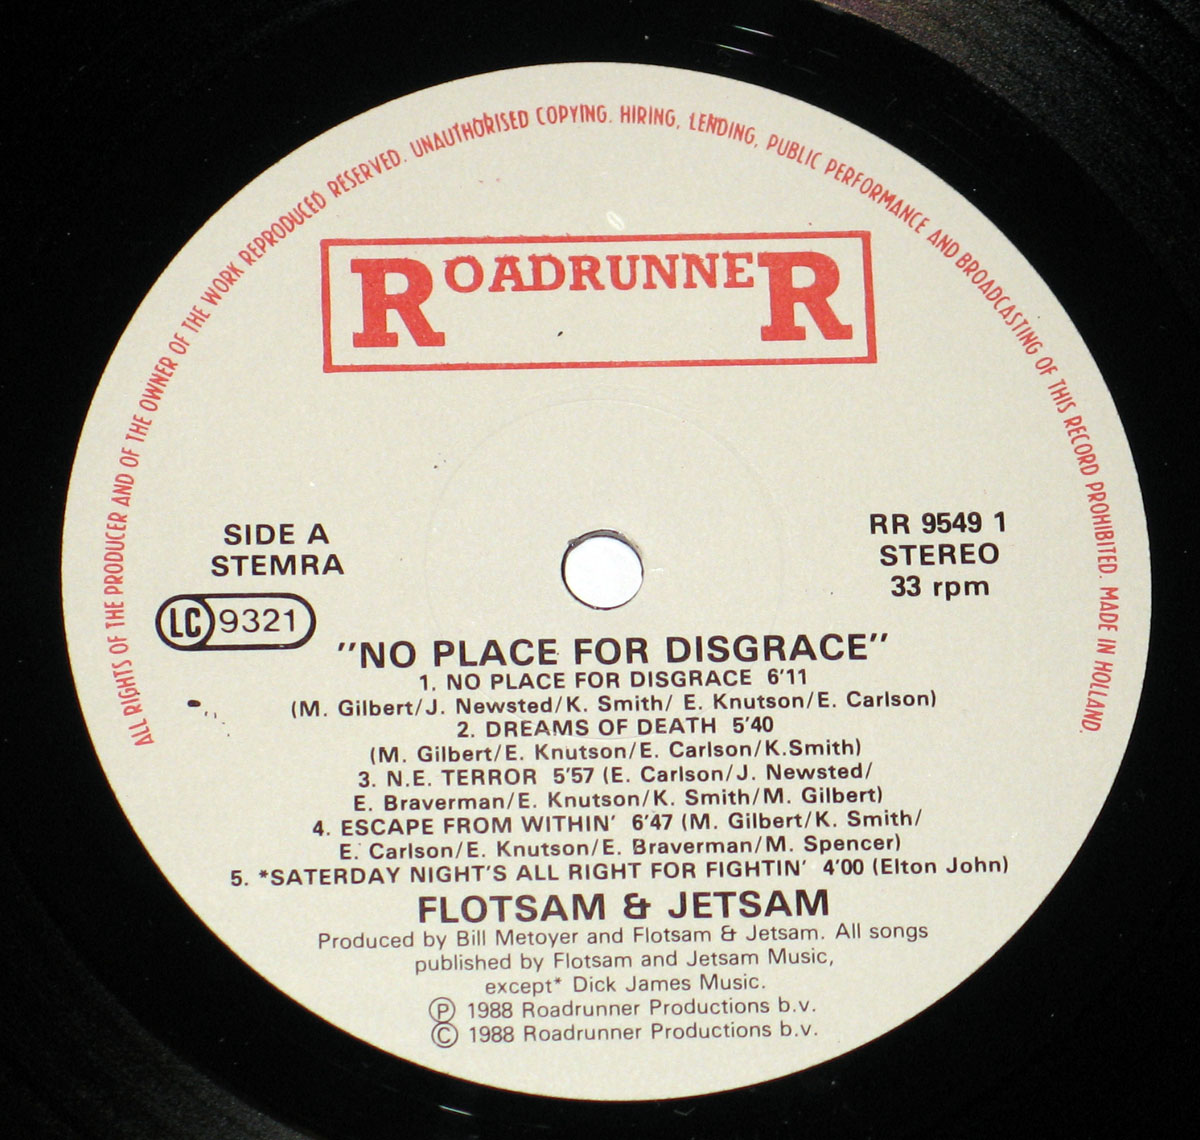 ALL RIGHTS OF THE PRODUCER AND OF THE OWNER OF THE WORK REPRODUCED RESERVED. UNAUTHORISED COPYING. HIRING, LENDING, PUBLIC PERFORMANCE AND BROADCASTING OF THIS RECORD PROHIBITED. MADE IN HOLLAND.
ROADRUNNER
SIDE A
STEMRA
LC 9321
RR 9549 1
STEREO
33 rpm
"NO PLACE FOR DISGRACE"
1. NO PLACE FOR DISGRACE 6'11
(M. Gilbert/J. Newsted/K. Smith/ E. Knutson/E. Carlson)
2. DREAMS OF DEATH 5'40
(M. Gilbert/E. Knutson/E. Carlson/K.Smith)
3. N.E. TERROR 5'57 (E. Carlson/J. Newsted/
E. Braverman/E. Knutson/K. Smith/M. Gilbert)
4. ESCAPE FROM WITHIN' 6'47 (M. Gilbert/K. Smith/
E. Carlson/E. Knutson/E. Braverman/M. Spencer)
5. *SATERDAY NIGHT'S ALL RIGHT FOR FIGHTIN' 4'00 (Elton John)
FLOTSAM & JETSAM
Produced by Bill Metoyer and Flotsam & Jetsam. All songs
published by Flotsam and Jetsam Music,
except* Dick James Music.
℗ 1988 Roadrunner Productions b.v.
© 1988 Roadrunner Productions b.v.